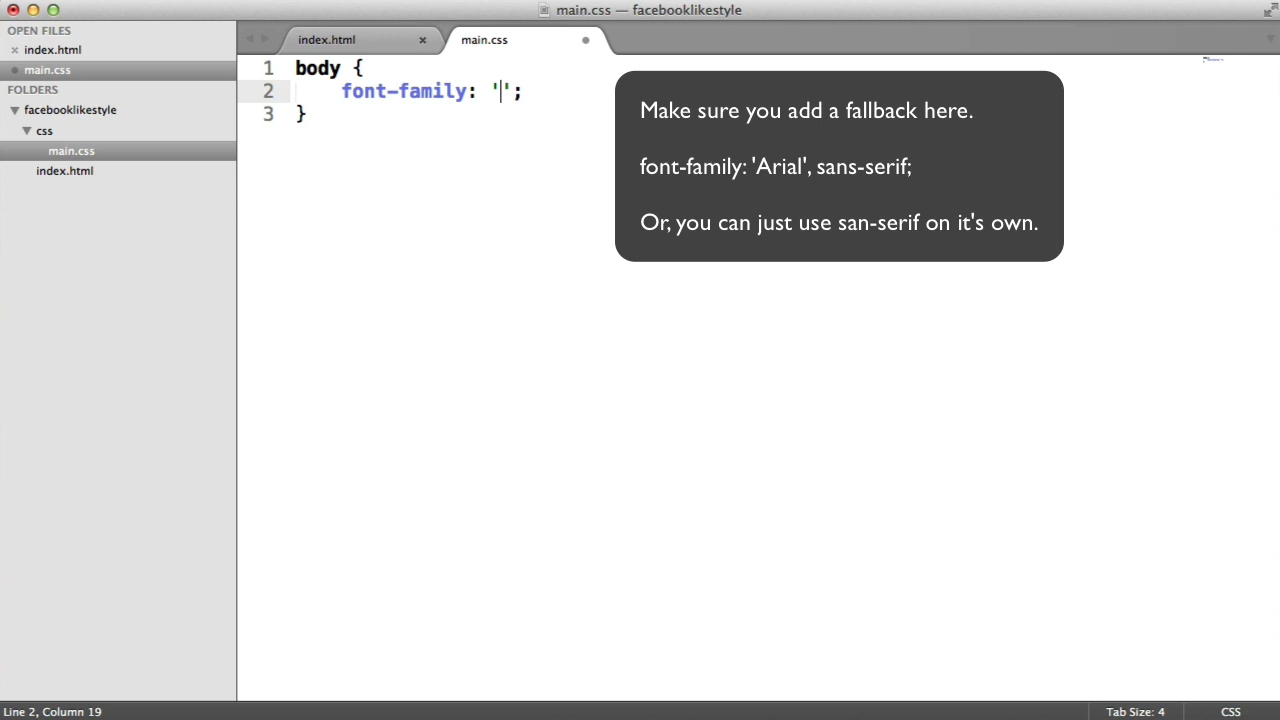 main.css — facebooklikestyle
OPEN FILES
index.html
main.css
FOLDERS
facebooklikestyle
css
main.css
index.html
index.html
main.css
1 body {
2 font-family: '';
3 }
Make sure you add a fallback here.
font-family: 'Arial', sans-serif;
Or, you can just use san-serif on it's own.
Line 2, Column 19
Tab Size: 4
CSS